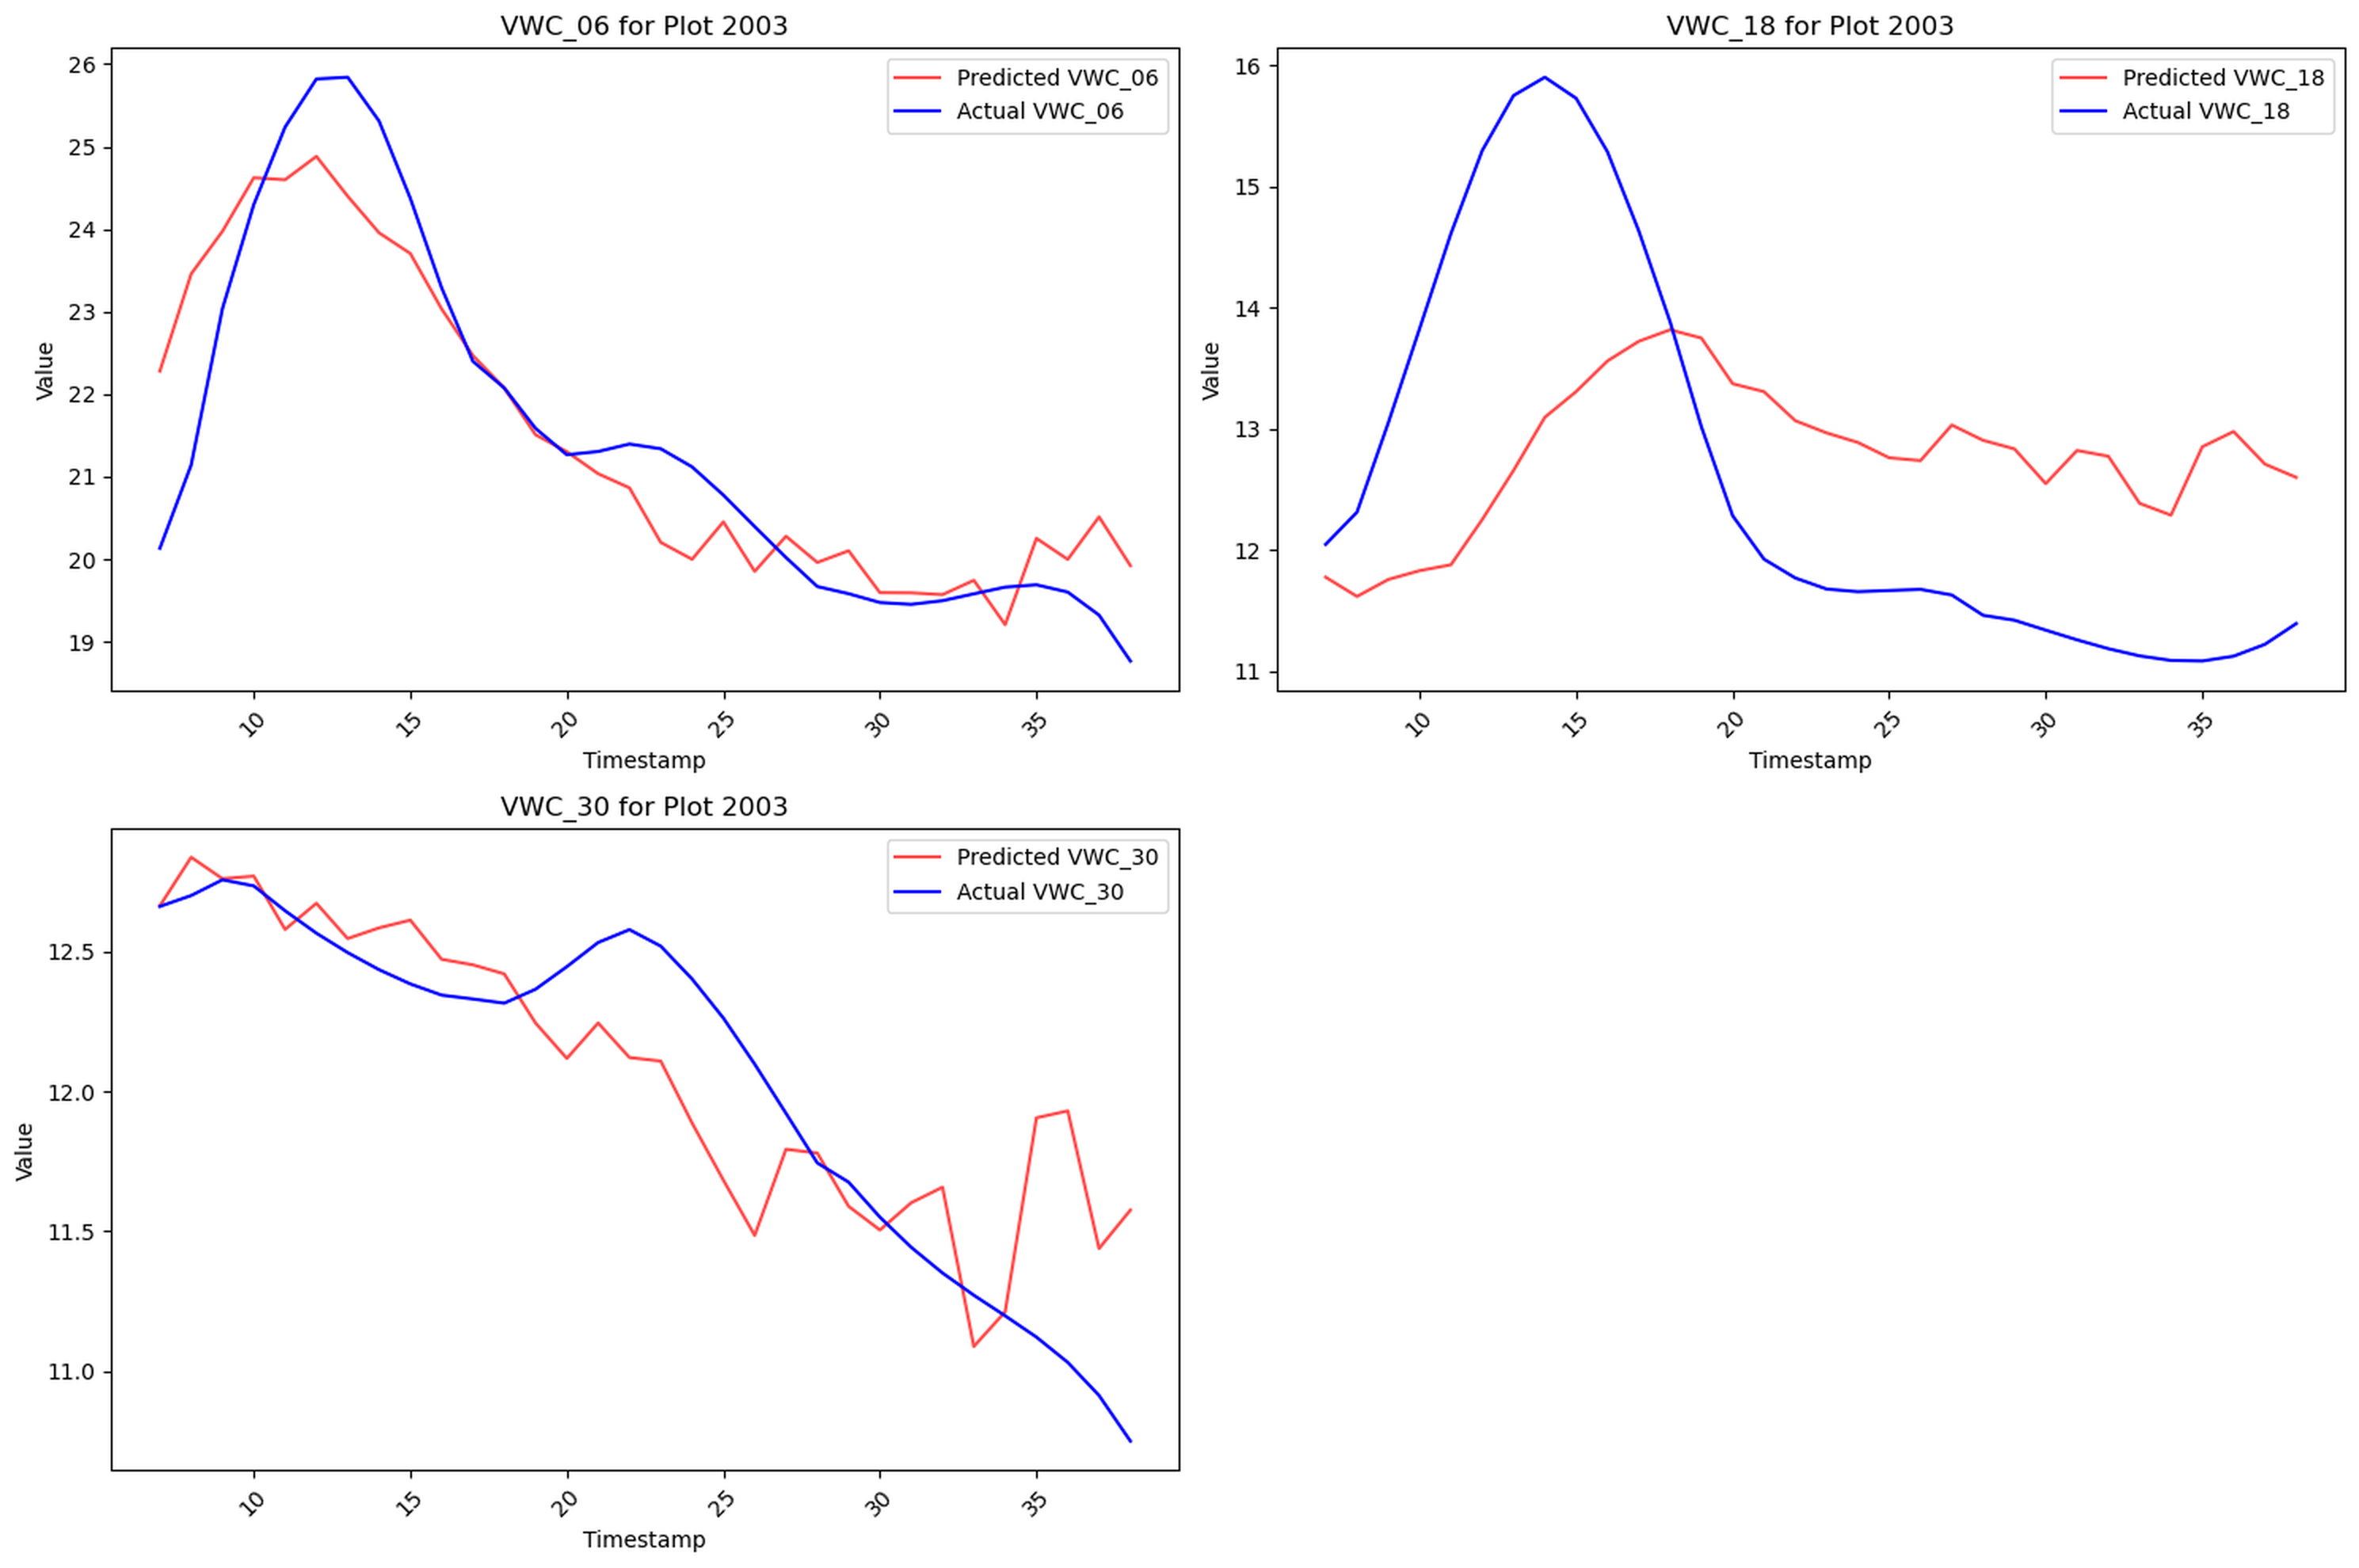 VWC_06 for Plot 2003
Predicted VWC_06
Actual VWC_06
Value
26
25
24
23
22
21
20
19
10
15
20
25
30
35
Timestamp
VWC_18 for Plot 2003
Predicted VWC_18
Actual VWC_18
Value
16
15
14
13
12
11
10
15
20
25
30
35
Timestamp
VWC_30 for Plot 2003
Predicted VWC_30
Actual VWC_30
Value
12.5
12.0
11.5
11.0
10
15
20
25
30
35
Timestamp